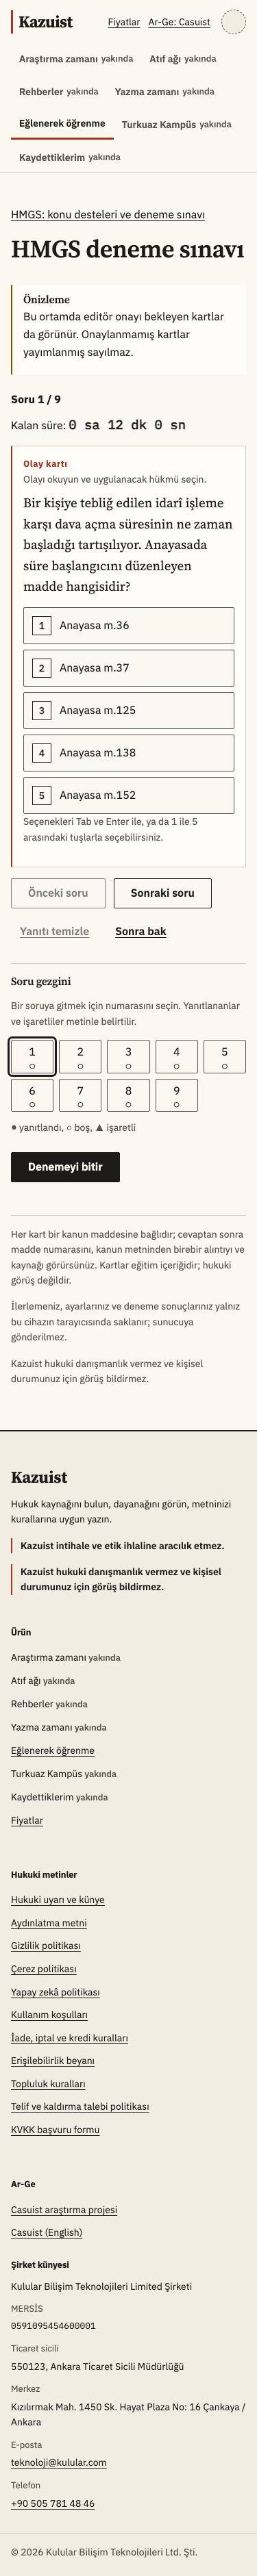 Kazuist
Fiyatlar
Ar-Ge: Casuist
Araştırma zamanı yakında
Atıf ağı yakında
Rehberler yakında
Yazma zamanı yakında
Eğlenerek öğrenme
Turkuaz Kampüs yakında
Kaydettiklerim yakında
HMGS: konu desteleri ve deneme sınavı
HMGS deneme sınavı
Önizleme
Bu ortamda editör onayı bekleyen kartlar
da görünür. Onaylanmamış kartlar
yayımlanmış sayılmaz.
Soru 1 / 9
Kalan süre: 0 sa 12 dk 0 sn
Olay kartı
Olayı okuyun ve uygulanacak hükmü seçin.
Bir kişiye tebliğ edilen idarî işleme
karşı dava açma süresinin ne zaman
başladığı tartışılıyor. Anayasada
süre başlangıcını düzenleyen
madde hangisidir?
1 Anayasa m.36
2 Anayasa m.37
3 Anayasa m.125
4 Anayasa m.138
5 Anayasa m.152
Seçenekleri Tab ve Enter ile, ya da 1 ile 5
arasındaki tuşlarla seçebilirsiniz.
Önceki soru
Sonraki soru
Yanıtı temizle
Sonra bak
Soru gezgini
Bir soruya gitmek için numarasını seçin. Yanıtlananlar
ve işaretliler metinle belirtilir.
1 2 3 4 5
○ ○ ○ ○ ○
6 7 8 9
○ ○ ○ ○
● yanıtlandı, ○ boş, ▲ işaretli
Denemeyi bitir
Her kart bir kanun maddesine bağlıdır; cevaptan sonra
madde numarasını, kanun metninden birebir alıntıyı ve
kaynağı görürsünüz. Kartlar eğitim içeriğidir; hukuki
görüş değildir.
İlerlemeniz, ayarlarınız ve deneme sonuçlarınız yalnız
bu cihazın tarayıcısında saklanır; sunucuya
gönderilmez.
Kazuist hukuki danışmanlık vermez ve kişisel
durumunuz için görüş bildirmez.
Kazuist
Hukuk kaynağını bulun, dayanağını görün, metninizi
kurallarına uygun yazın.
Kazuist intihale ve etik ihlaline aracılık etmez.
Kazuist hukuki danışmanlık vermez ve kişisel
durumunuz için görüş bildirmez.
Ürün
Araştırma zamanı yakında
Atıf ağı yakında
Rehberler yakında
Yazma zamanı yakında
Eğlenerek öğrenme
Turkuaz Kampüs yakında
Kaydettiklerim yakında
Fiyatlar
Hukuki metinler
Hukuki uyarı ve künye
Aydınlatma metni
Gizlilik politikası
Çerez politikası
Yapay zekâ politikası
Kullanım koşulları
İade, iptal ve kredi kuralları
Erişilebilirlik beyanı
Topluluk kuralları
Telif ve kaldırma talebi politikası
KVKK başvuru formu
Ar-Ge
Casuist araştırma projesi
Casuist (English)
Şirket künyesi
Kulular Bilişim Teknolojileri Limited Şirketi
MERSİS
0591095454600001
Ticaret sicili
550123, Ankara Ticaret Sicili Müdürlüğü
Merkez
Kızılırmak Mah. 1450 Sk. Hayat Plaza No: 16 Çankaya /
Ankara
E-posta
teknoloji@kulular.com
Telefon
+90 505 781 48 46
© 2026 Kulular Bilişim Teknolojileri Ltd. Şti.